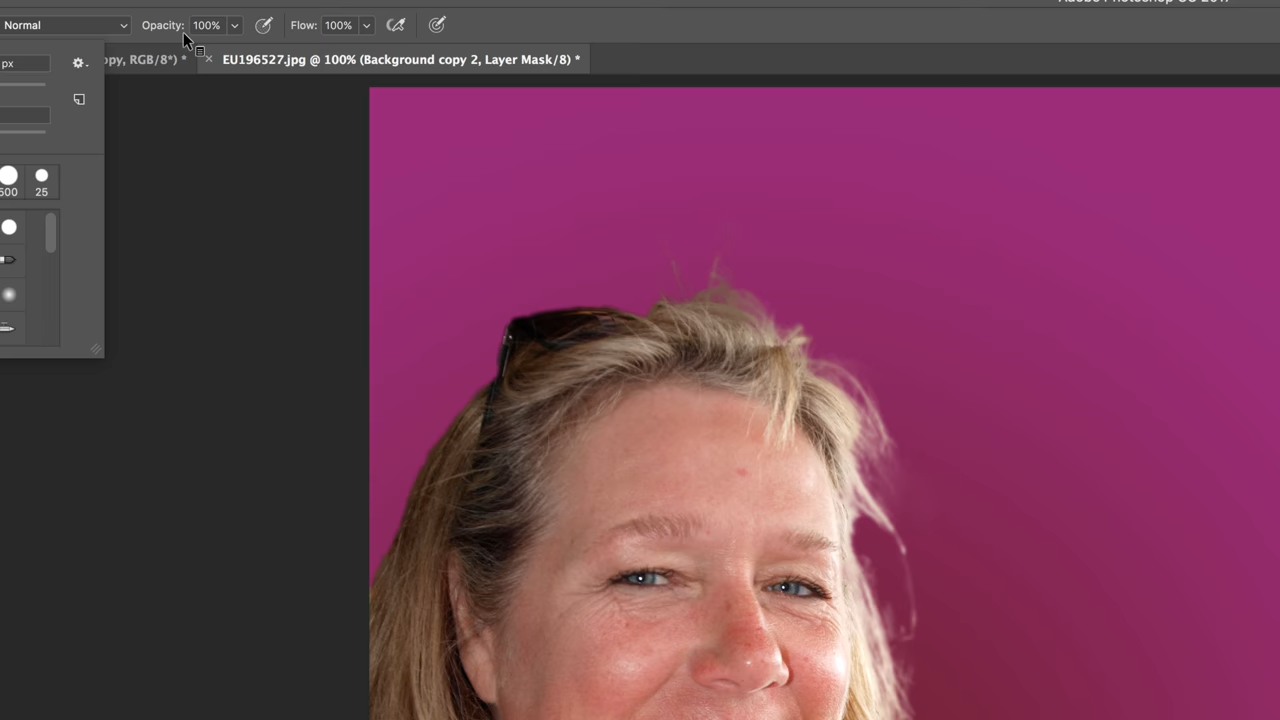 Normal Opacity: 100% Flow: 100%
px
opy, RGB/8*) * × EU196527.jpg @ 100% (Background copy 2, Layer Mask/8) *
500 25